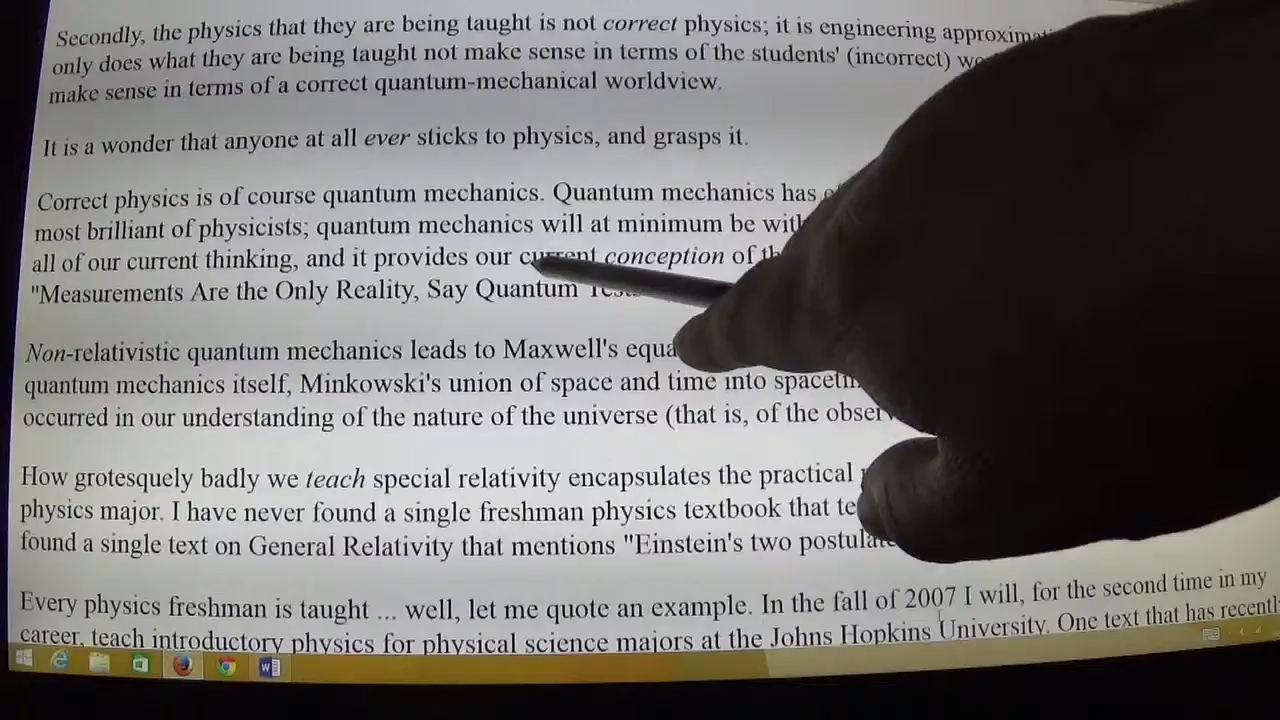 Secondly, the physics that they are being taught is not correct physics; it is engineering
only does what they are being taught not make sense in terms of the students' (incorrect)
make sense in terms of a correct quantum-mechanical worldview.
It is a wonder that anyone at all ever sticks to physics, and grasps it.
Correct physics is of course quantum mechanics. Quantum mechanics has
most brilliant of physicists; quantum mechanics will at minimum be
all of our current thinking, and it provides our current conception of
"Measurements Are the Only Reality, Say Quantum
Non-relativistic quantum mechanics leads to Maxwell's
quantum mechanics itself, Minkowski's union of space and time into
occurred in our understanding of the nature of the universe (that is, of the
How grotesquely badly we teach special relativity encapsulates the practical
physics major. I have never found a single freshman physics textbook that
found a single text on General Relativity that mentions "Einstein's two
Every physics freshman is taught ... well, let me quote an example. In the fall of 2007 I will, for the second time in my
career, teach introductory physics for physical science majors at the Johns Hopkins University. One text that has